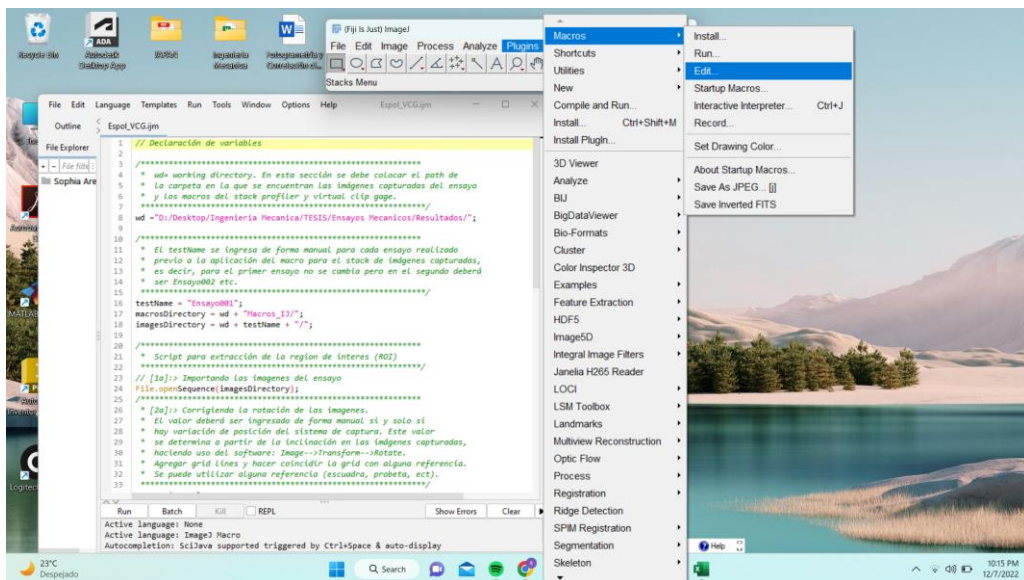 Recycle Bin
Autodesk
Desktop App
Ingenieria
Mecanica
(Fiji Is Just) ImageJ
File Edit Image Process Analyze Plugins
Stacks Menu
File Edit Language Templates Run Tools Window Options Help
Espol_VCG.ijm
Outline
Espol_VCG.ijm
File Explorer
Sophia Are
1 // Declaración de variables
2
3 /****************************************************
4 * wd= working directory. En esta sección se debe colocar el path de
5 * la carpeta en la que se encuentran las imágenes capturadas del ensayo
6 * y los macros del stack profiler y virtual clip gage.
7 ****************************************************/
8 wd ="D:/Desktop/Ingenieria Mecanica/TESIS/Ensayos Mecanicos/Resultados/";
9
10 /****************************************************
11 * El testName se ingresa de forma manual para cada ensayo realizado
12 * previo a la aplicación del macro para el stack de imágenes capturadas,
13 * es decir, para el primer ensayo no se cambia pero en el segundo deberá
14 * ser Ensayo002 etc.
15 ****************************************************/
16 testName = "Ensayo001";
17 macrosDirectory = wd + "Macros_IJ/";
18 imagesDirectory = wd + testName + "/";
19
20 /****************************************************
21 * Script para extracción de la region de interes (ROI)
22 ****************************************************/
23 // [1a]:> Importando las imagenes del ensayo
24 File.openSequence(imagesDirectory);
25 /****************************************************
26 * [2a]:> Corrigiendo la rotación de las imagenes.
27 * El valor deberá ser ingresado de forma manual si y solo si
28 * hay variación de posición del sistema de captura. Este valor
29 * se determina a partir de la inclinación en las imágenes capturadas,
30 * haciendo uso del software: Image-->Transform-->Rotate.
31 * Agregar grid lines y hacer coincidir la grid con alguna referencia.
32 * Se puede utilizar alguna referencia (escuadra, probeta, ect).
33 ****************************************************/
Run Batch Kill REPL Show Errors Clear
Active language: None
Active language: ImageJ Macro
Autocompletion: SciJava supported triggered by Ctrl+Space & auto-display
Macros
Shortcuts
Utilities
New
Compile and Run...
Install... Ctrl+Shift+M
Install PlugIn...
3D Viewer
Analyze
BIJ
BigDataViewer
Bio-Formats
Cluster
Color Inspector 3D
Examples
Feature Extraction
HDF5
Image5D
Integral Image Filters
Janelia H265 Reader
LOCI
LSM Toolbox
Landmarks
Multiview Reconstruction
Optic Flow
Process
Registration
Ridge Detection
SPIM Registration
Segmentation
Skeleton
Install...
Run...
Edit...
Startup Macros...
Interactive Interpreter... Ctrl+J
Record...
Set Drawing Color...
About Startup Macros...
Save As JPEG... [j]
Save Inverted FITS
Help
23°C
Despejado
Search
10:15 PM
12/7/2022